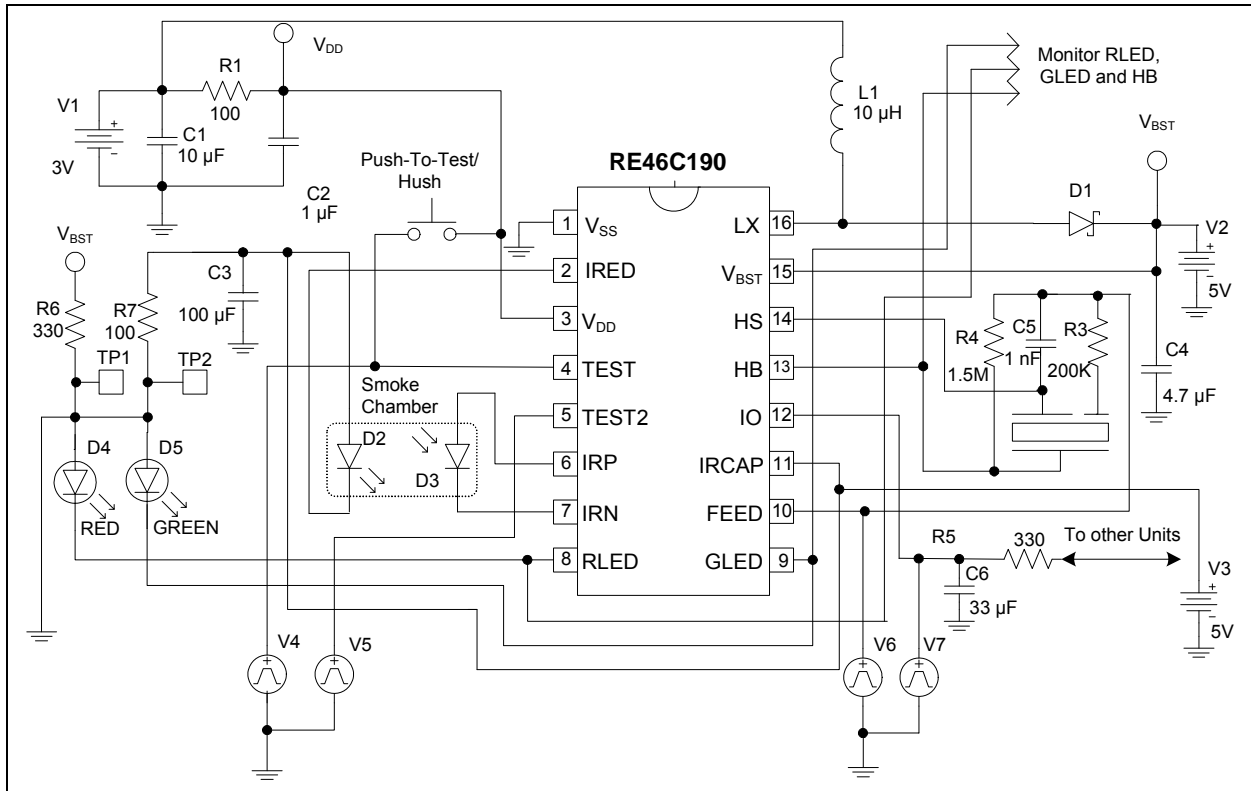 V1
3V
+
-
C1
10 µF
R1
100
VDD
C2
1 µF
Push-To-Test/
Hush
L1
10 µH
Monitor RLED,
GLED and HB
VBST
D1
V2
+
-
5V
RE46C190
1
VSS
2
IRED
3
VDD
4
TEST
5
TEST2
6
IRP
7
IRN
8
RLED
LX
16
VBST
15
HS
14
HB
13
IO
12
IRCAP
11
FEED
10
GLED
9
VBST
R6
330
R7
100
C3
100 µF
TP1
TP2
D4
RED
D5
GREEN
Smoke
Chamber
D2
D3
R4
1.5M
C5
1 nF
R3
200K
C4
4.7 µF
R5
330
To other Units
C6
33 µF
V3
+
-
5V
V4
+
V5
+
V6
+
V7
+